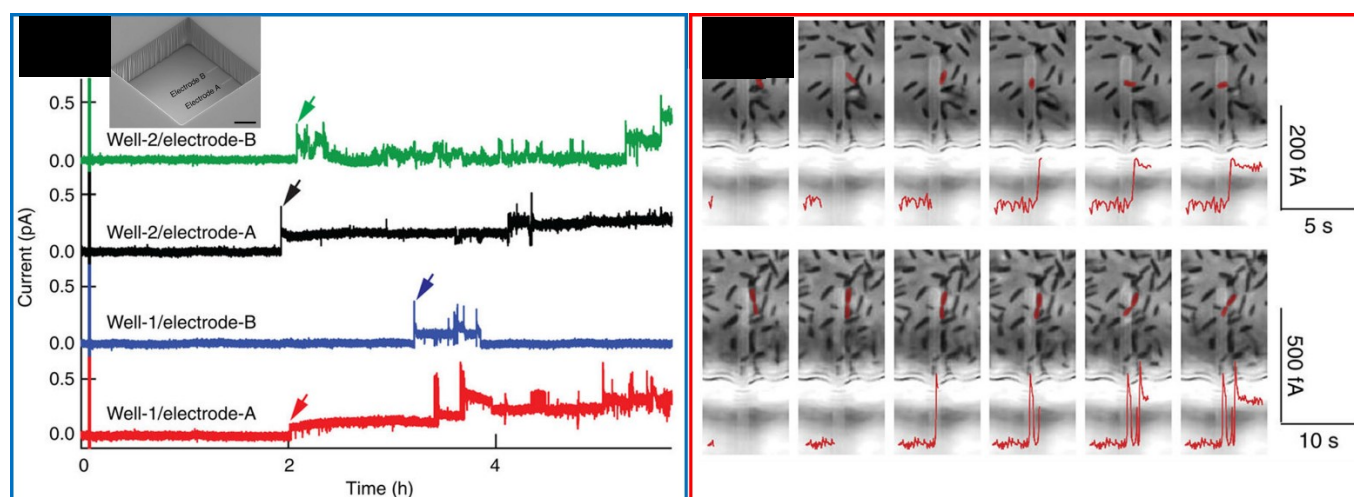 Electrode B
Electrode A
0.5
Well-2/electrode-B
0.0
0.5
Well-2/electrode-A
0.0
0.5
Well-1/electrode-B
0.0
0.5
Well-1/electrode-A
0.0
Current (pA)
0
2
4
Time (h)
200 fA
5 s
500 fA
10 s